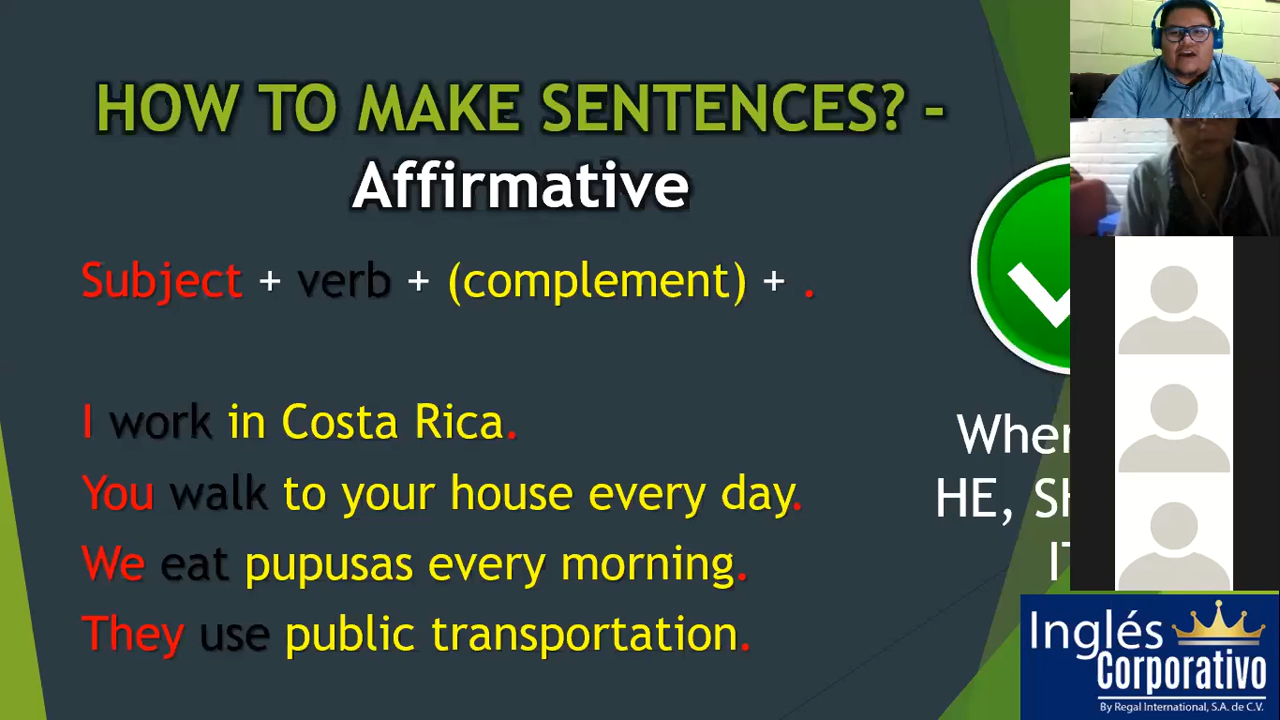 HOW TO MAKE SENTENCES? -
Affirmative
Subject + verb + (complement) + .
I work in Costa Rica.
You walk to your house every day.
We eat pupusas every morning.
They use public transportation.
HE,
Inglés
Corporativo
By Regal International, S.A. de C.V.